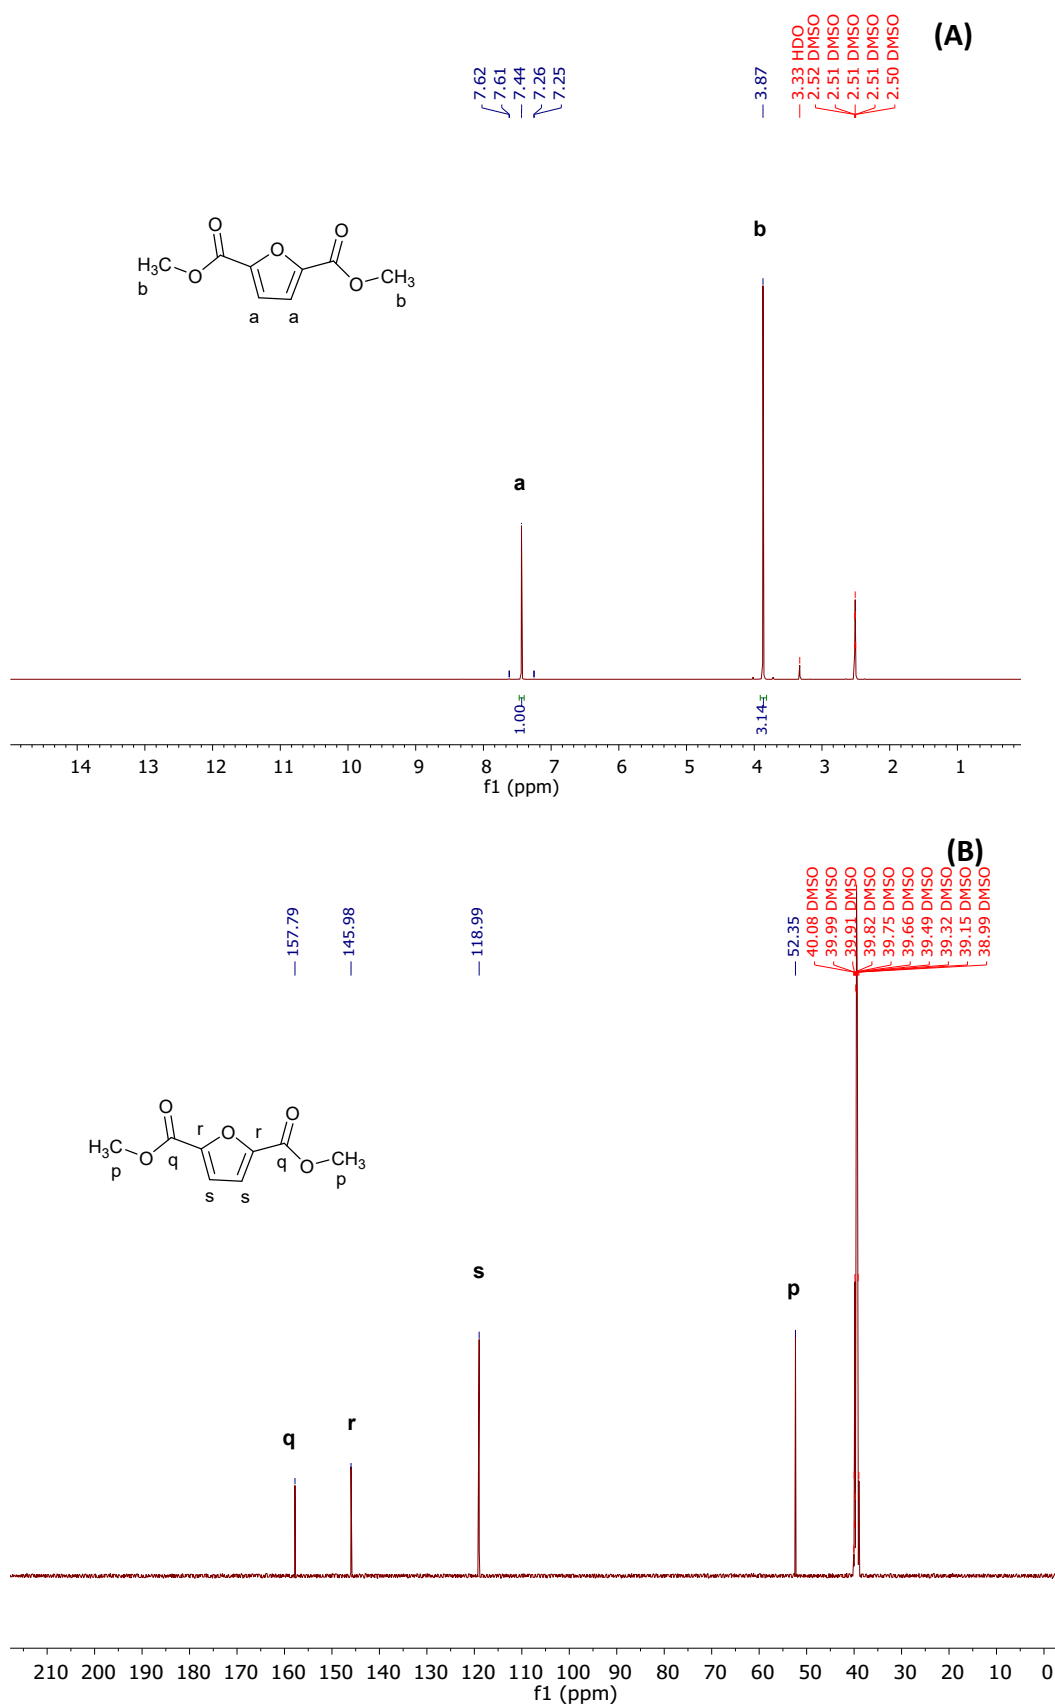 (A)
7.62
7.61
7.44
7.26
7.25
3.87
3.33 HDO
2.52 DMSO
2.51 DMSO
2.51 DMSO
2.51 DMSO
2.50 DMSO
b
O
O
O
H3C
O
O
CH3
b
b
a
a
a
1.00
3.14
14 13 12 11 10 9 8 7 6 5 4 3 2 1
f1 (ppm)
(B)
157.79
145.98
118.99
52.35
40.08 DMSO
39.99 DMSO
39.91 DMSO
39.82 DMSO
39.75 DMSO
39.66 DMSO
39.49 DMSO
39.32 DMSO
39.15 DMSO
38.99 DMSO
O
O
r
O
r
H3C
O
q
q
O
CH3
p
p
s
s
s
p
r
q
210 200 190 180 170 160 150 140 130 120 110 100 90 80 70 60 50 40 30 20 10 0
f1 (ppm)